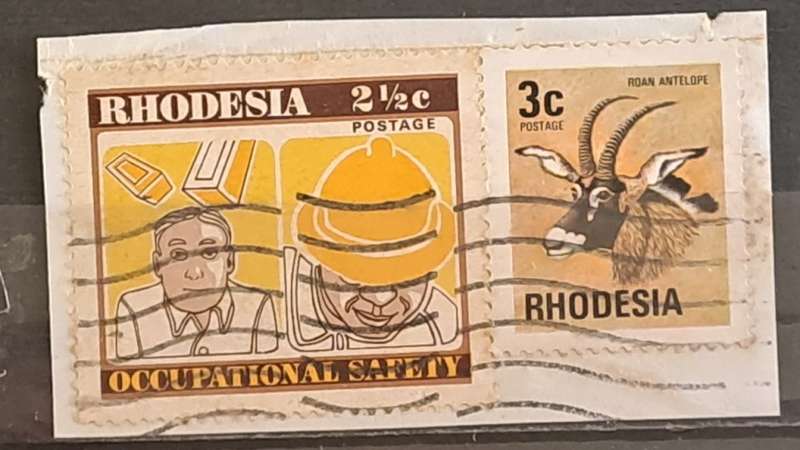 RHODESIA 2½c
POSTAGE
OCCUPATIONAL SAFETY
ROAN ANTELOPE
3c
POSTAGE
RHODESIA